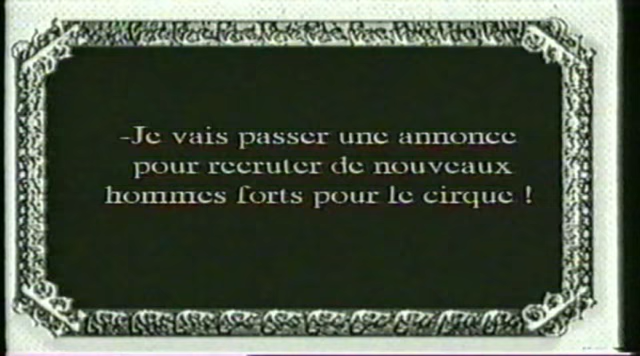 -Je vais passer une annonce
pour recruter de nouveaux
hommes forts pour le cirque !